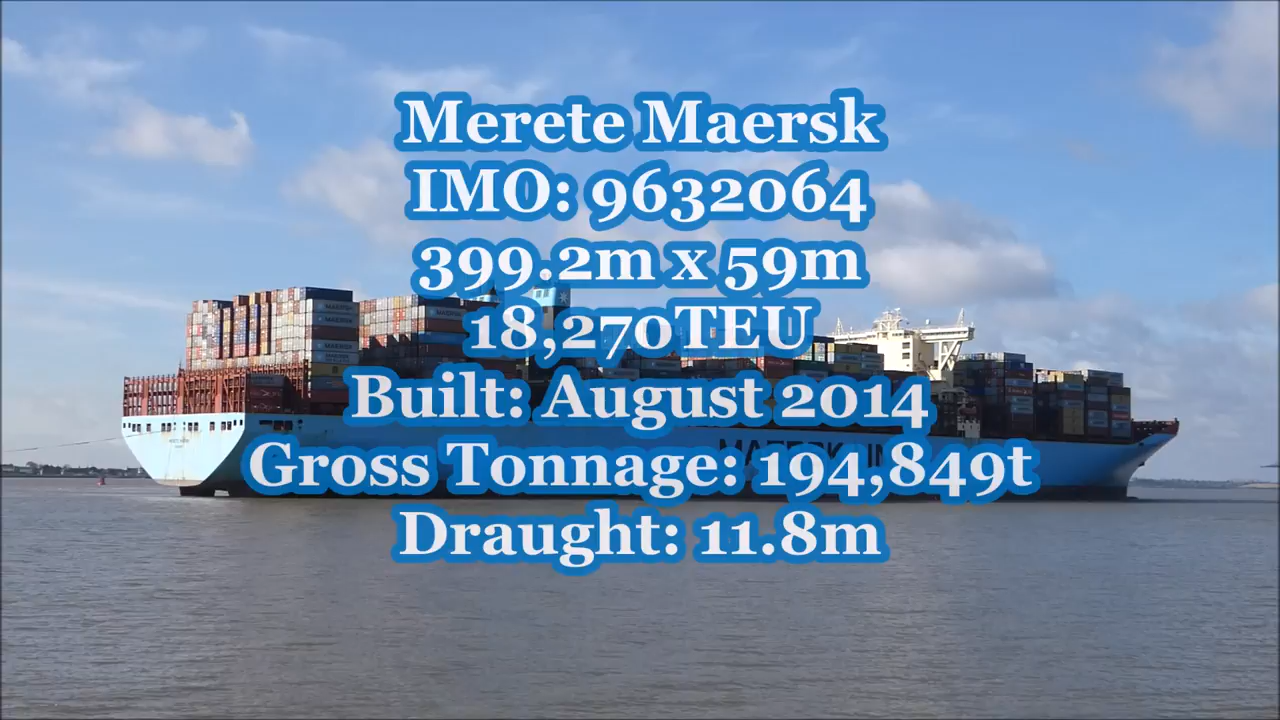 Merete Maersk
IMO: 9632064
399.2m x 59m
18,270TEU
Built: August 2014
Gross Tonnage: 194,849t
Draught: 11.8m